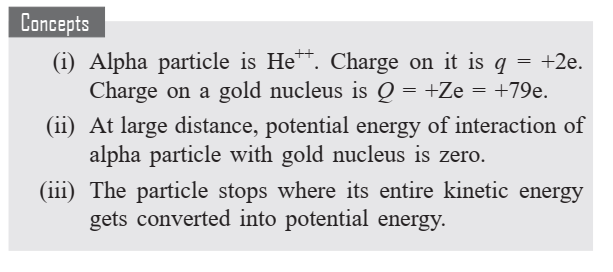 Concepts
(i) Alpha particle is He⁺⁺. Charge on it is q = +2e.
Charge on a gold nucleus is Q = +Ze = +79e.
(ii) At large distance, potential energy of interaction of
alpha particle with gold nucleus is zero.
(iii) The particle stops where its entire kinetic energy
gets converted into potential energy.